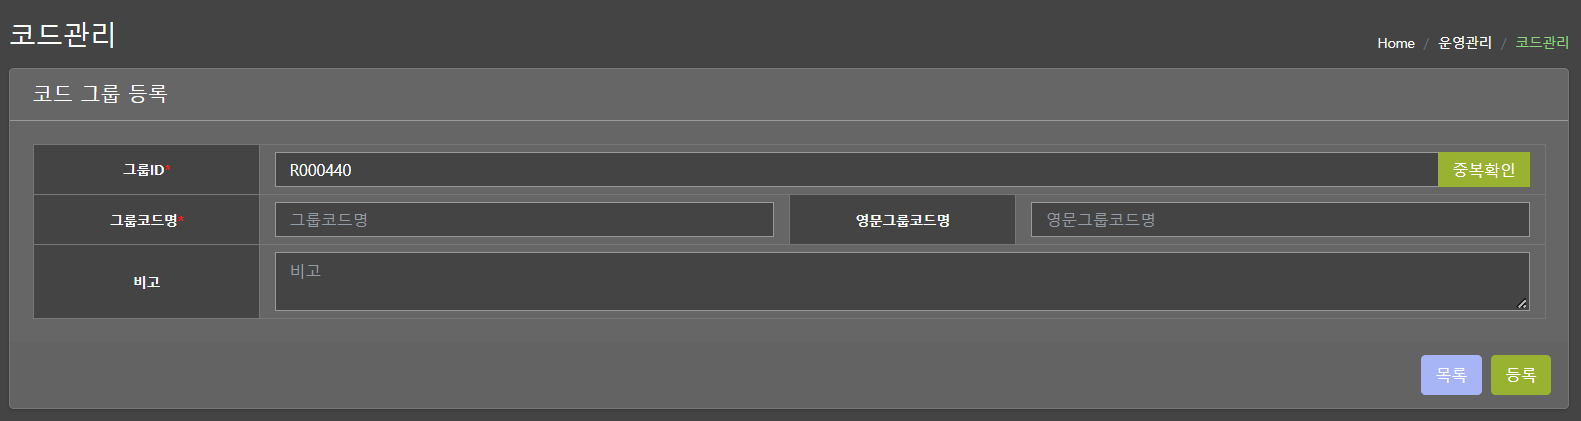 코드관리
Home / 운영관리 / 코드관리
코드 그룹 등록
그룹ID* R000440 중복확인
그룹코드명* 그룹코드명 영문그룹코드명 영문그룹코드명
비고 비고
목록 등록